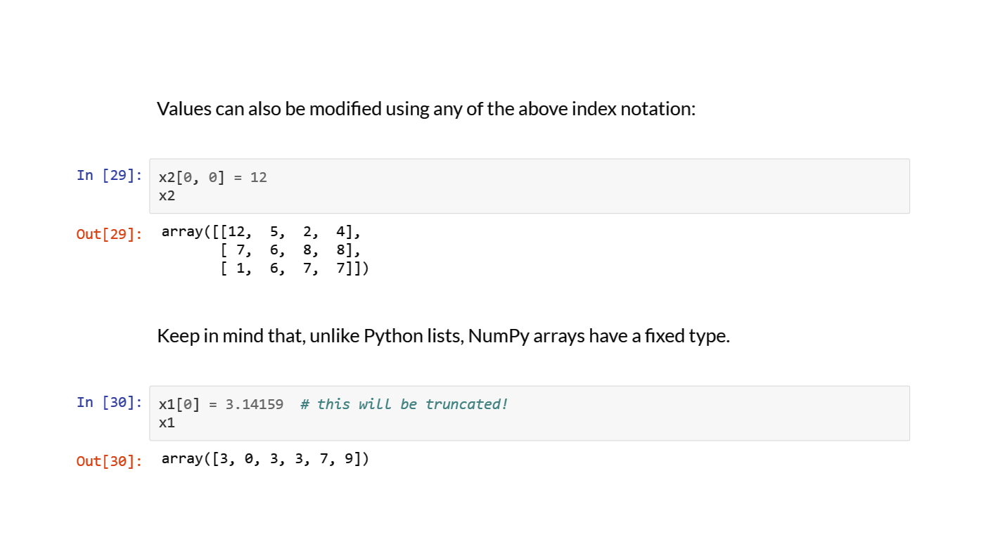 Values can also be modified using any of the above index notation:
In [29]: x2[0, 0] = 12
x2
Out[29]: array([[12,  5,  2,  4],
       [ 7,  6,  8,  8],
       [ 1,  6,  7,  7]])
Keep in mind that, unlike Python lists, NumPy arrays have a fixed type.
In [30]: x1[0] = 3.14159  # this will be truncated!
x1
Out[30]: array([3, 0, 3, 3, 7, 9])